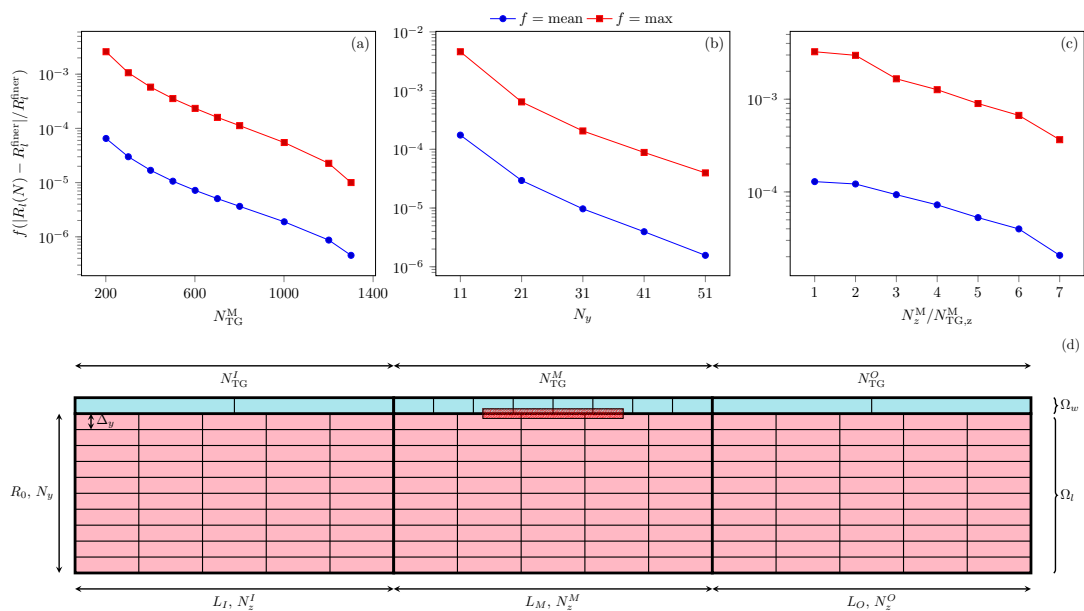 f = mean f = max
f(|R_l(N) − R_l^finer|/R_l^finer)
(a)
10^−3
10^−4
10^−5
10^−6
200 600 1000 1400
N_TG^M
(b)
10^−2
10^−3
10^−4
10^−5
10^−6
11 21 31 41 51
N_y
(c)
10^−3
10^−4
1 2 3 4 5 6 7
N_z^M/N_TG,z^M
(d)
N_TG^I N_TG^M N_TG^O
Ω_w
Δ_y
R_0, N_y
Ω_l
L_I, N_z^I L_M, N_z^M L_O, N_z^O